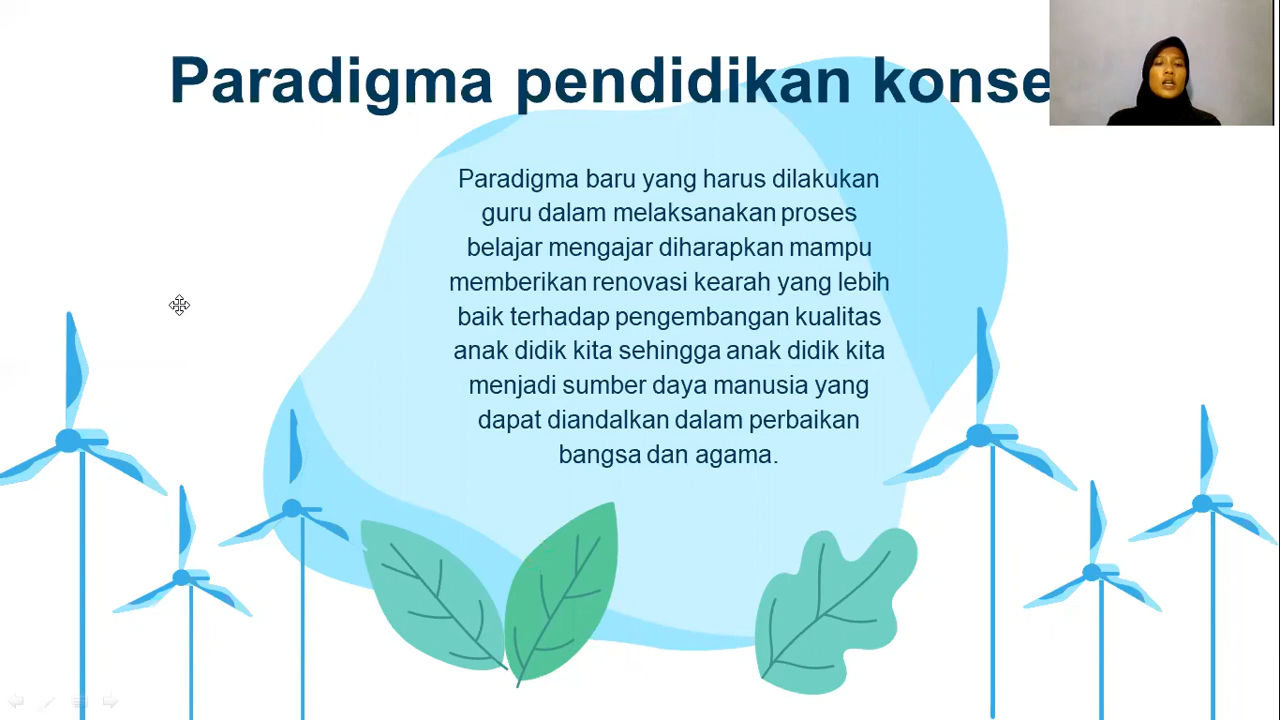 Paradigma pendidikan
Paradigma baru yang harus dilakukan
guru dalam melaksanakan proses
belajar mengajar diharapkan mampu
memberikan renovasi kearah yang lebih
baik terhadap pengembangan kualitas
anak didik kita sehingga anak didik kita
menjadi sumber daya manusia yang
dapat diandalkan dalam perbaikan
bangsa dan agama.